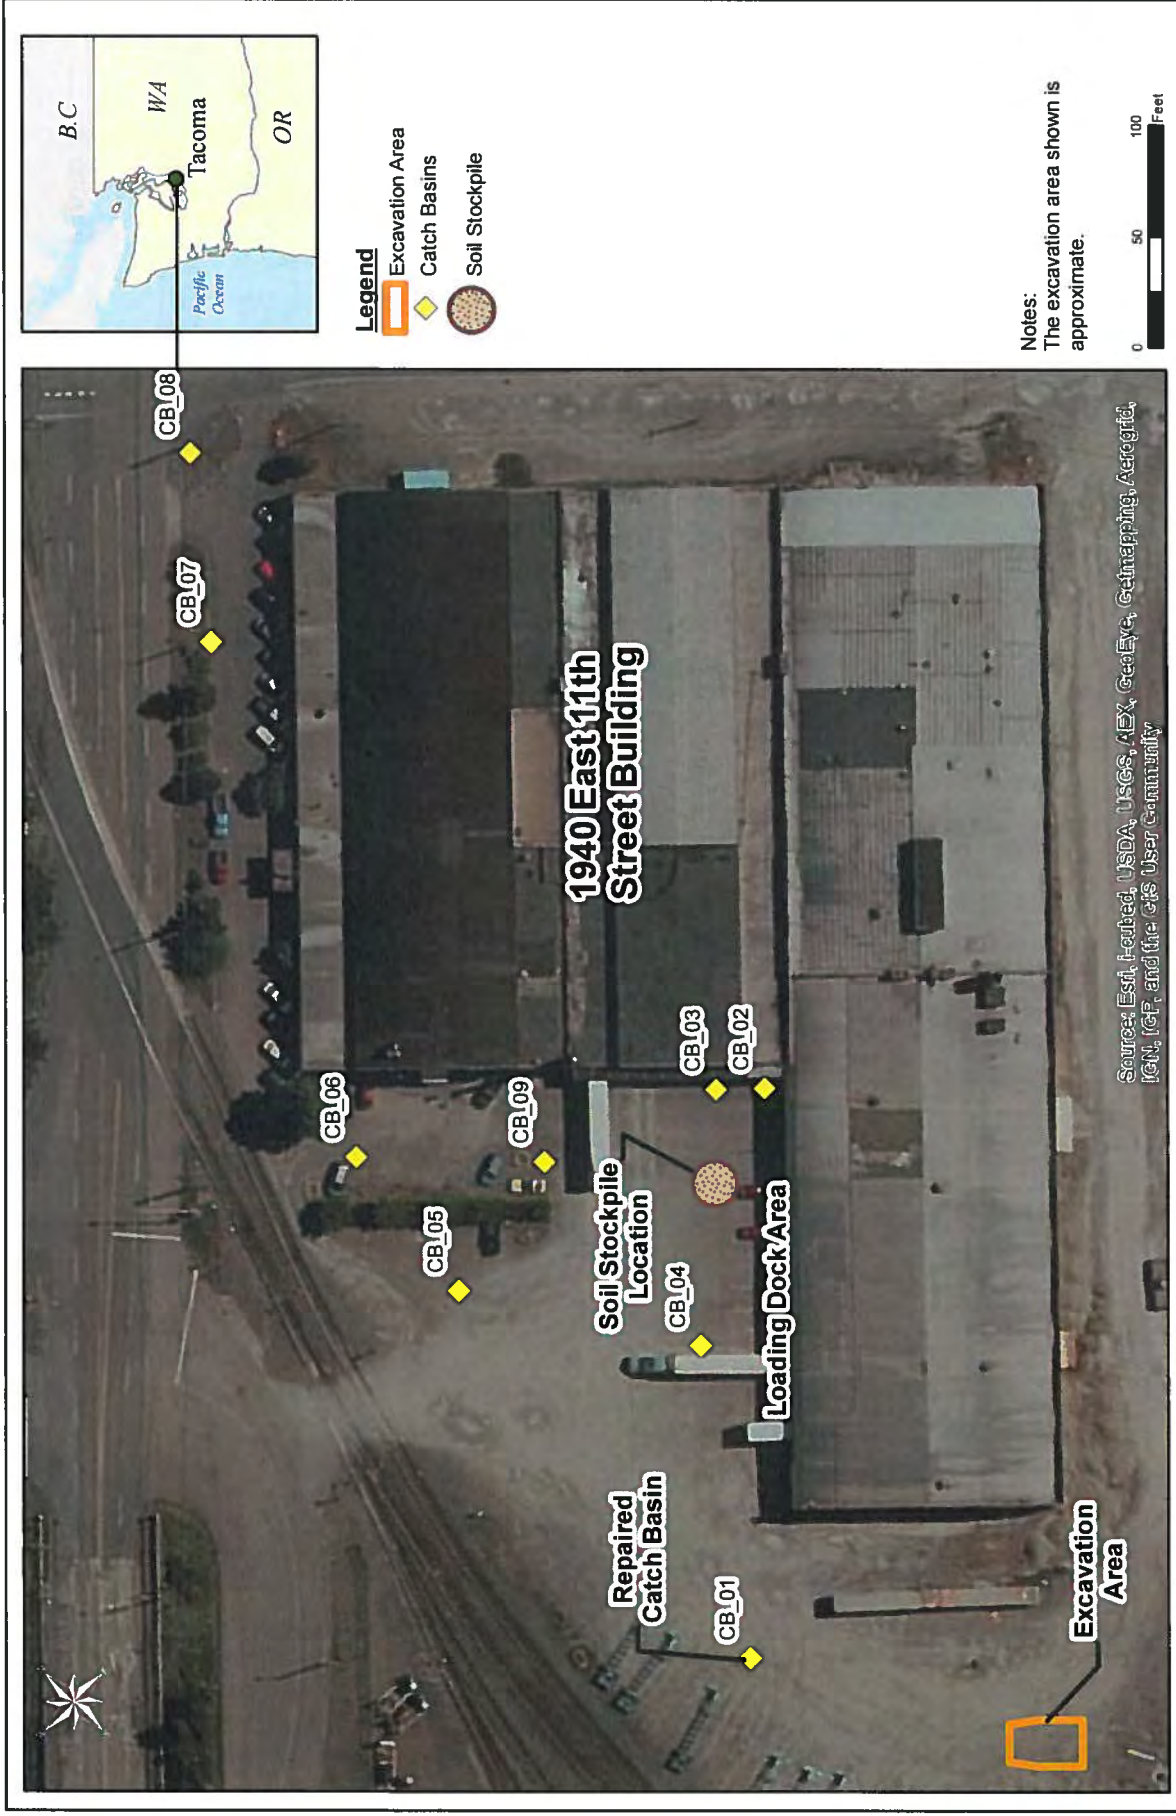 B.C
WA
Tacoma
OR
Pacific
Ocean
Legend
Excavation Area
Catch Basins
Soil Stockpile
Notes:
The excavation area shown is
approximate.
0 50 100
Feet
CB_08
CB_07
CB_06
CB_09
CB_05
1940 East 11th
Street Building
CB_03
CB_02
Soil Stockpile
Location
CB_04
Loading Dock Area
Repaired
Catch Basin
CB_01
Excavation
Area
Source: Esri, i-cubed, USDA, USGS, AEX, GeoEye, Getmapping, Aerogrid,
IGN, IGP, and the GIS User Community